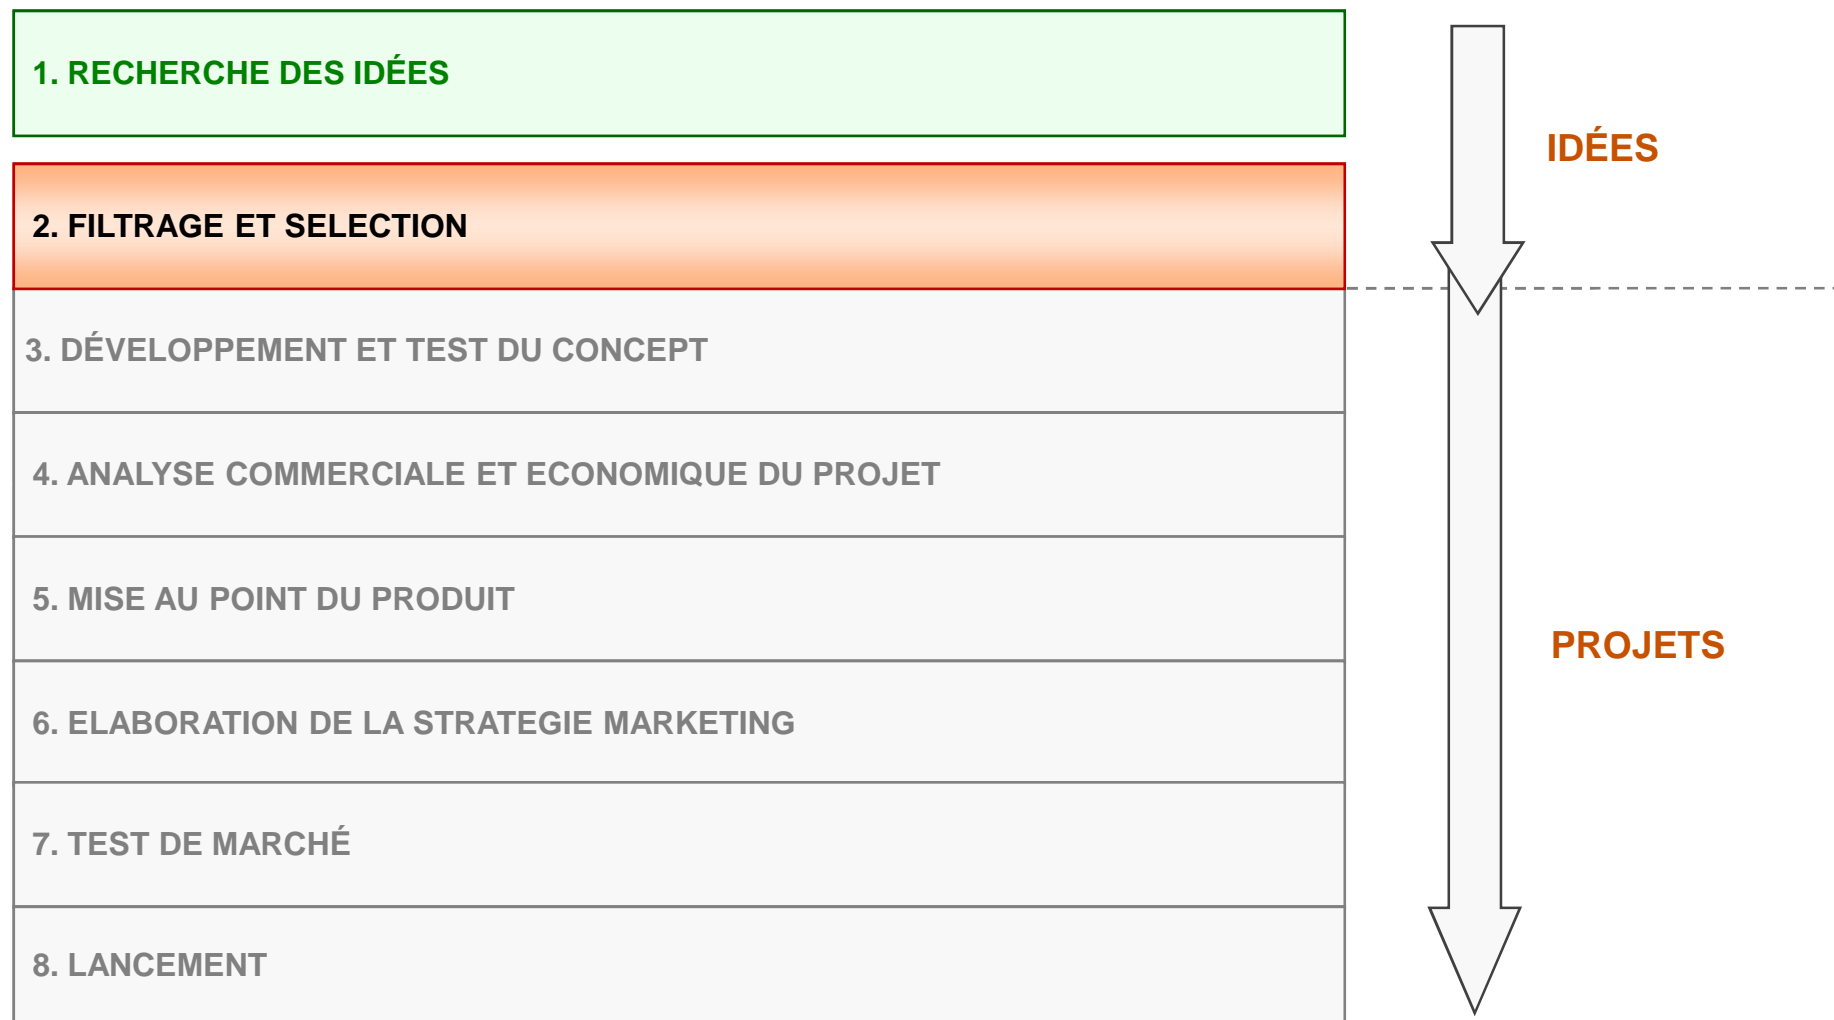 1. RECHERCHE DES IDÉES
IDÉES
2. FILTRAGE ET SELECTION
3. DÉVELOPPEMENT ET TEST DU CONCEPT
4. ANALYSE COMMERCIALE ET ECONOMIQUE DU PROJET
5. MISE AU POINT DU PRODUIT
PROJETS
6. ELABORATION DE LA STRATEGIE MARKETING
7. TEST DE MARCHÉ
8. LANCEMENT